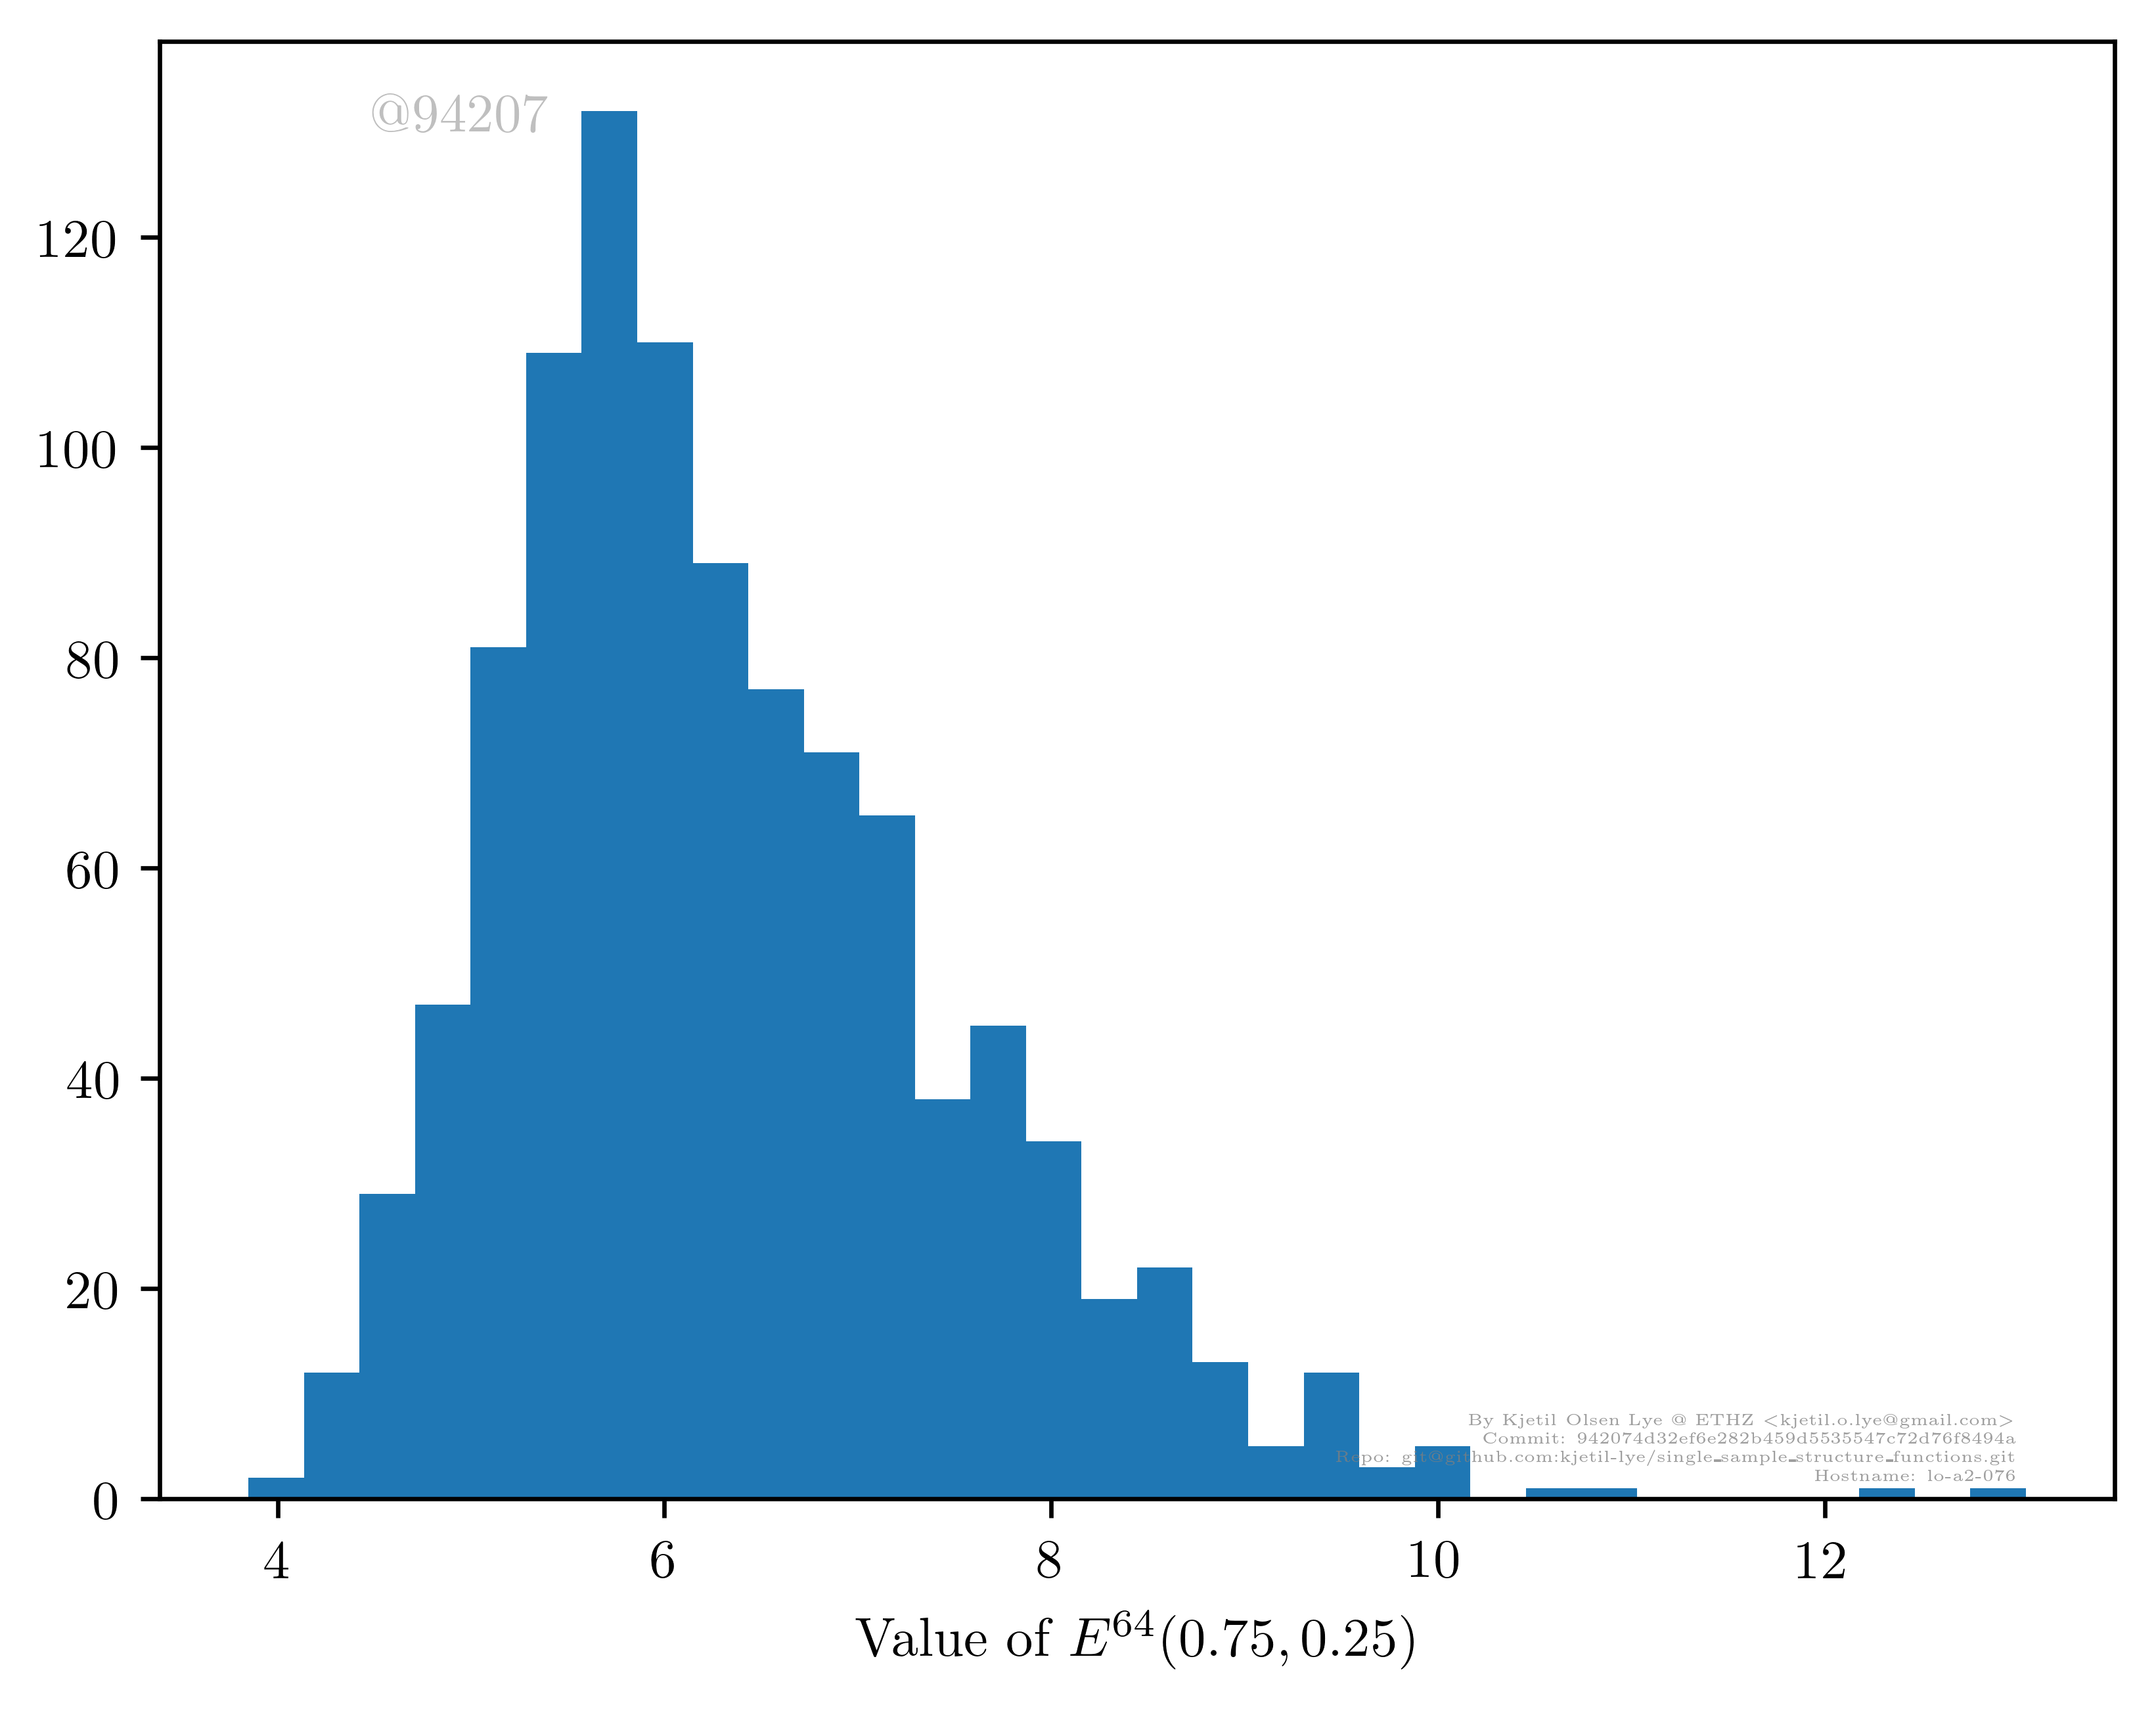 @94207
120
100
80
60
40
20
0
By Kjetil Olsen Lye @ ETHZ <kjetil.o.lye@gmail.com>
Commit: 942074d32ef6e282b459d5535547c72d76f8494a
Repo: git@github.com:kjetil-lye/single_sample_structure_functions.git
Hostname: lo-a2-076
4 6 8 10 12
Value of E^{64}(0.75, 0.25)